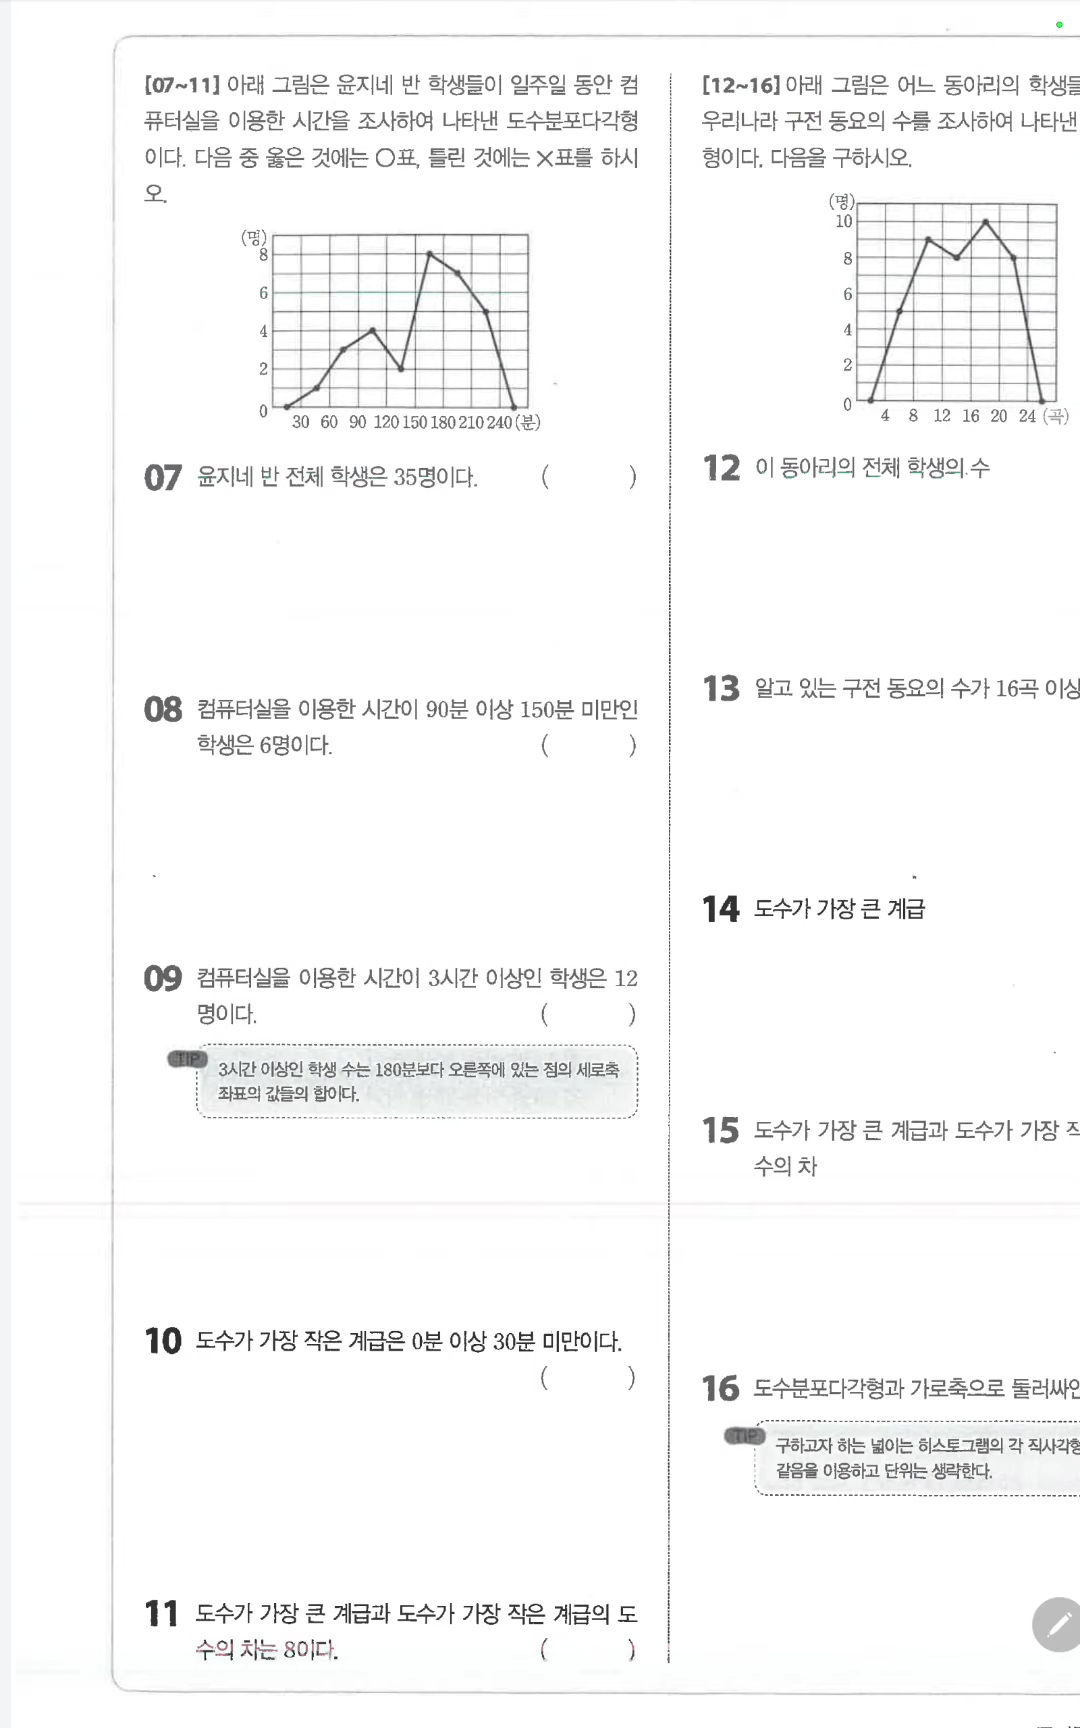 [07~11] 아래 그림은 윤지네 반 학생들이 일주일 동안 컴
퓨터실을 이용한 시간을 조사하여 나타낸 도수분포다각형
이다. 다음 중 옳은 것에는 ○표, 틀린 것에는 ×표를 하시
오.
(명)
8
6
4
2
0
30 60 90 120 150 180 210 240 (분)
07 윤지네 반 전체 학생은 35명이다. ( )
08 컴퓨터실을 이용한 시간이 90분 이상 150분 미만인
학생은 6명이다. ( )
09 컴퓨터실을 이용한 시간이 3시간 이상인 학생은 12
명이다. ( )
TIP
3시간 이상인 학생 수는 180분보다 오른쪽에 있는 점의 세로축
좌표의 값들의 합이다.
10 도수가 가장 작은 계급은 0분 이상 30분 미만이다.
( )
11 도수가 가장 큰 계급과 도수가 가장 작은 계급의 도
수의 차는 8이다. ( )
[12~16] 아래 그림은 어느 동아리의 학생들
우리나라 구전 동요의 수를 조사하여 나타낸
형이다. 다음을 구하시오.
(명)
10
8
6
4
2
0
4 8 12 16 20 24 (곡)
12 이 동아리의 전체 학생의 수
13 알고 있는 구전 동요의 수가 16곡 이상
14 도수가 가장 큰 계급
15 도수가 가장 큰 계급과 도수가 가장
수의 차
16 도수분포다각형과 가로축으로 둘러싸인
TIP
구하고자 하는 넓이는 히스토그램의 각 직사각형
같음을 이용하고 단위는 생략한다.